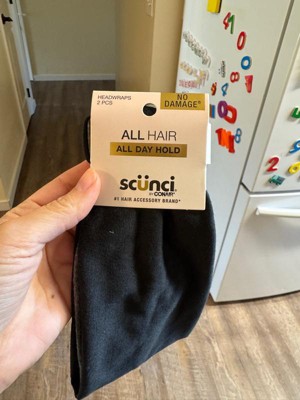 HEADWRAPS
2 PCS
NO
DAMAGE*
ALL HAIR
ALL DAY HOLD
scünci
BY CONAIR
#1 HAIR ACCESSORY BRAND*